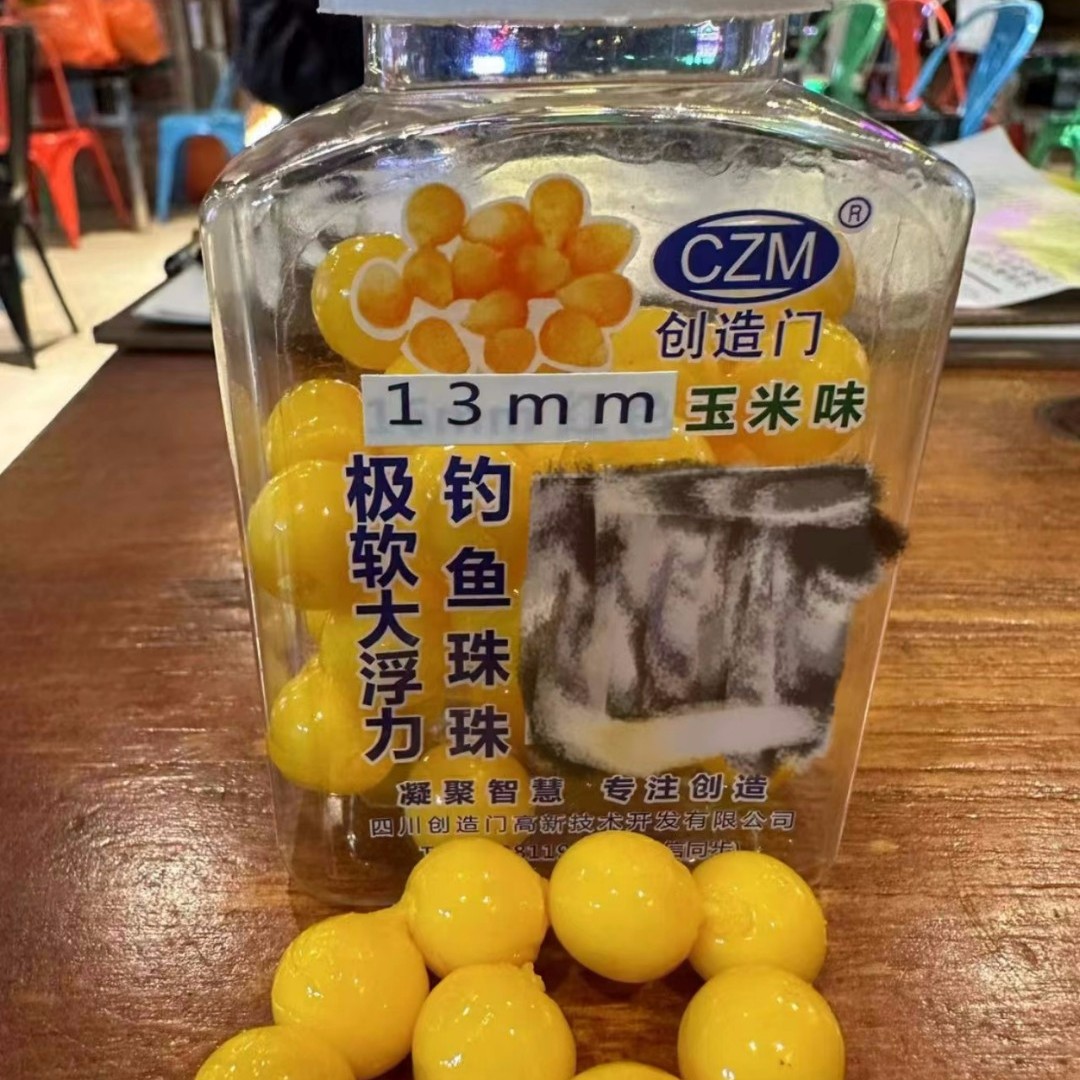 CZM®
创造门
13mm
玉米味
钓鱼珠珠
极软大浮力
凝聚智慧 专注创造
四川创造门高新技术开发有限公司